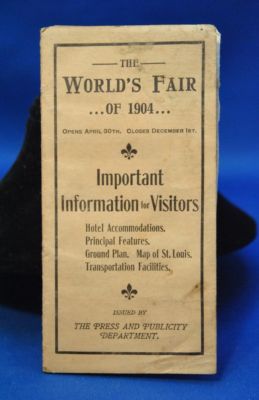 THE
WORLD'S FAIR
...OF 1904...
OPENS APRIL 30TH. CLOSES DECEMBER 1ST.
Important
Information for Visitors
Hotel Accommodations.
Principal Features.
Ground Plan. Map of St. Louis.
Transportation Facilities.
ISSUED BY
THE PRESS AND PUBLICITY
DEPARTMENT.